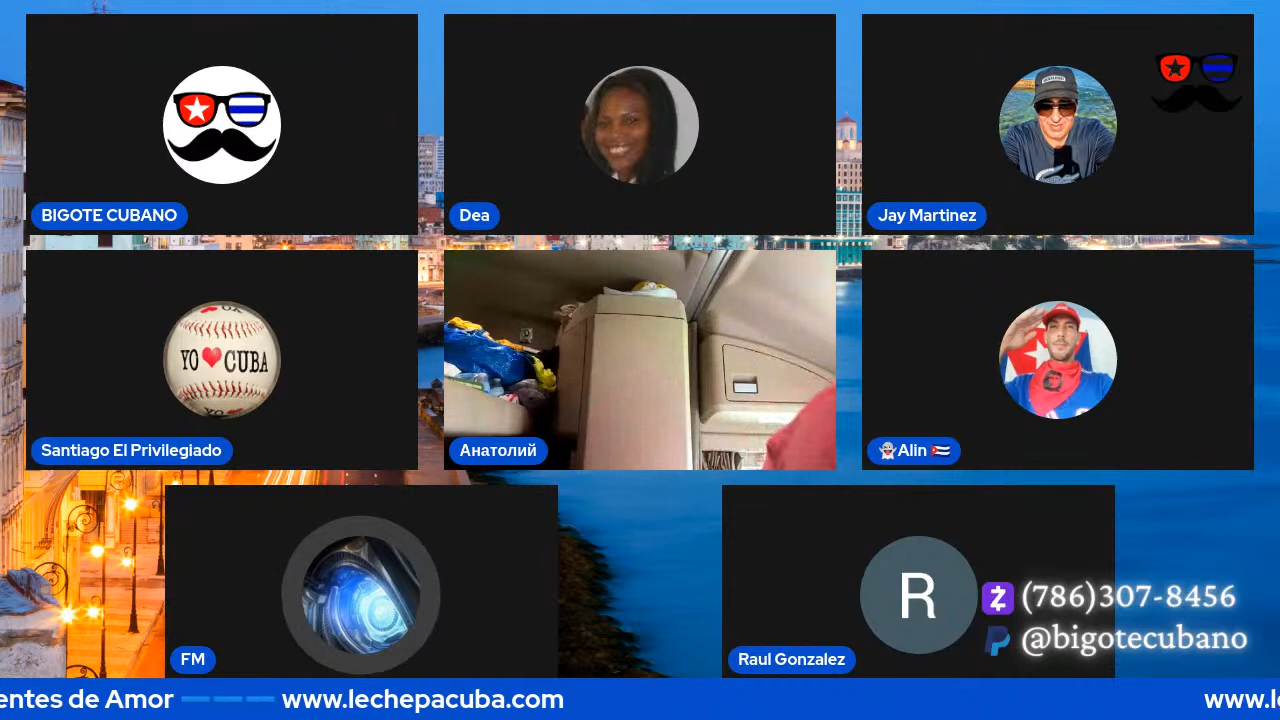 BIGOTE CUBANO
Dea
Jay Martinez
YO ❤ CUBA
YO
Santiago El Privilegiado
Анатолий
👻Alin 🇨🇺
FM
R
Raul Gonzalez
(786)307-8456
@bigotecubano
entes de Amor ——— www.lechepacuba.com
www.l